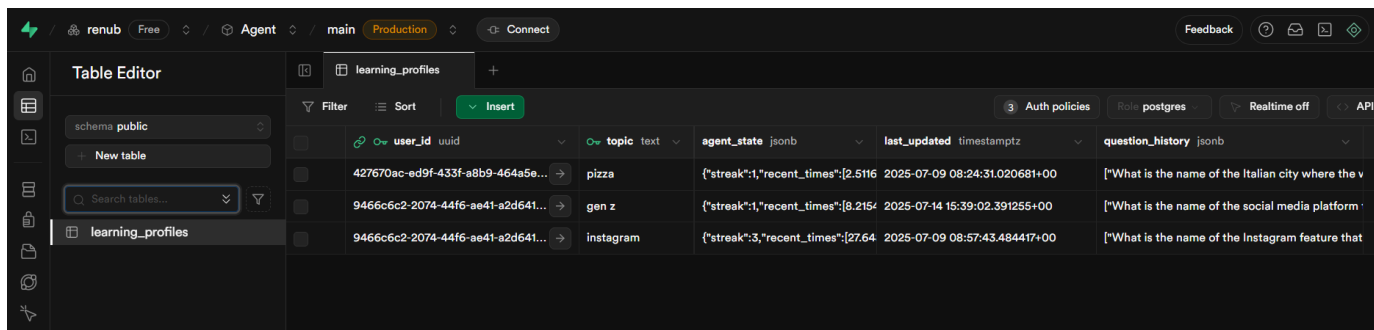 renub Free / Agent / main Production Connect Feedback
Table Editor
learning_profiles
Filter Sort Insert 3 Auth policies Role postgres Realtime off API
schema public
New table
Search tables...
learning_profiles
user_id uuid topic text agent_state jsonb last_updated timestamptz question_history jsonb
427670ac-ed9f-433f-a8b9-464a5e... pizza {"streak":1,"recent_times":[2.5116 2025-07-09 08:24:31.020681+00 ["What is the name of the Italian city where the
9466c6c2-2074-44f6-ae41-a2d641... gen z {"streak":1,"recent_times":[8.2154 2025-07-14 15:39:02.391255+00 ["What is the name of the social media platform
9466c6c2-2074-44f6-ae41-a2d641... instagram {"streak":3,"recent_times":[27.64 2025-07-09 08:57:43.484417+00 ["What is the name of the Instagram feature that